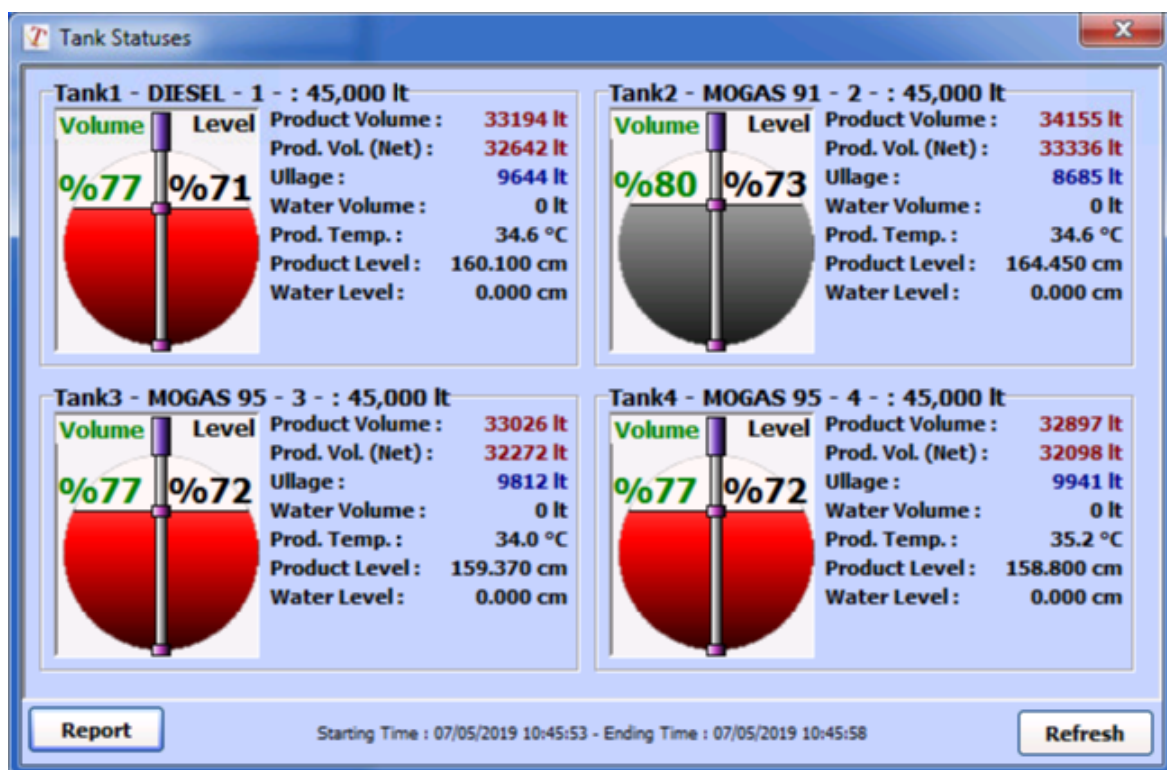 Tank Statuses
Tank1 - DIESEL - 1 - : 45,000 lt
Volume Level
%77 %71
Product Volume : 33194 lt
Prod. Vol. (Net) : 32642 lt
Ullage : 9644 lt
Water Volume : 0 lt
Prod. Temp. : 34.6 °C
Product Level : 160.100 cm
Water Level : 0.000 cm
Tank2 - MOGAS 91 - 2 - : 45,000 lt
Volume Level
%80 %73
Product Volume : 34155 lt
Prod. Vol. (Net) : 33336 lt
Ullage : 8685 lt
Water Volume : 0 lt
Prod. Temp. : 34.6 °C
Product Level : 164.450 cm
Water Level : 0.000 cm
Tank3 - MOGAS 95 - 3 - : 45,000 lt
Volume Level
%77 %72
Product Volume : 33026 lt
Prod. Vol. (Net) : 32272 lt
Ullage : 9812 lt
Water Volume : 0 lt
Prod. Temp. : 34.0 °C
Product Level : 159.370 cm
Water Level : 0.000 cm
Tank4 - MOGAS 95 - 4 - : 45,000 lt
Volume Level
%77 %72
Product Volume : 32897 lt
Prod. Vol. (Net) : 32098 lt
Ullage : 9941 lt
Water Volume : 0 lt
Prod. Temp. : 35.2 °C
Product Level : 158.800 cm
Water Level : 0.000 cm
Report
Starting Time : 07/05/2019 10:45:53 - Ending Time : 07/05/2019 10:45:58
Refresh